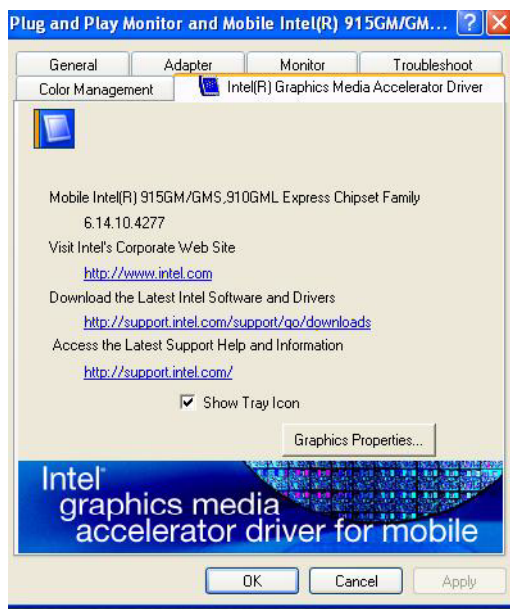 Plug and Play Monitor and Mobile Intel(R) 915GM/GM...
General Adapter Monitor Troubleshoot
Color Management Intel(R) Graphics Media Accelerator Driver
Mobile Intel(R) 915GM/GMS,910GML Express Chipset Family
6.14.10.4277
Visit Intel's Corporate Web Site
http://www.intel.com
Download the Latest Intel Software and Drivers
http://support.intel.com/support/go/downloads
Access the Latest Support Help and Information
http://support.intel.com/
Show Tray Icon
Graphics Properties...
Intel®
graphics media
accelerator driver for mobile
OK Cancel Apply